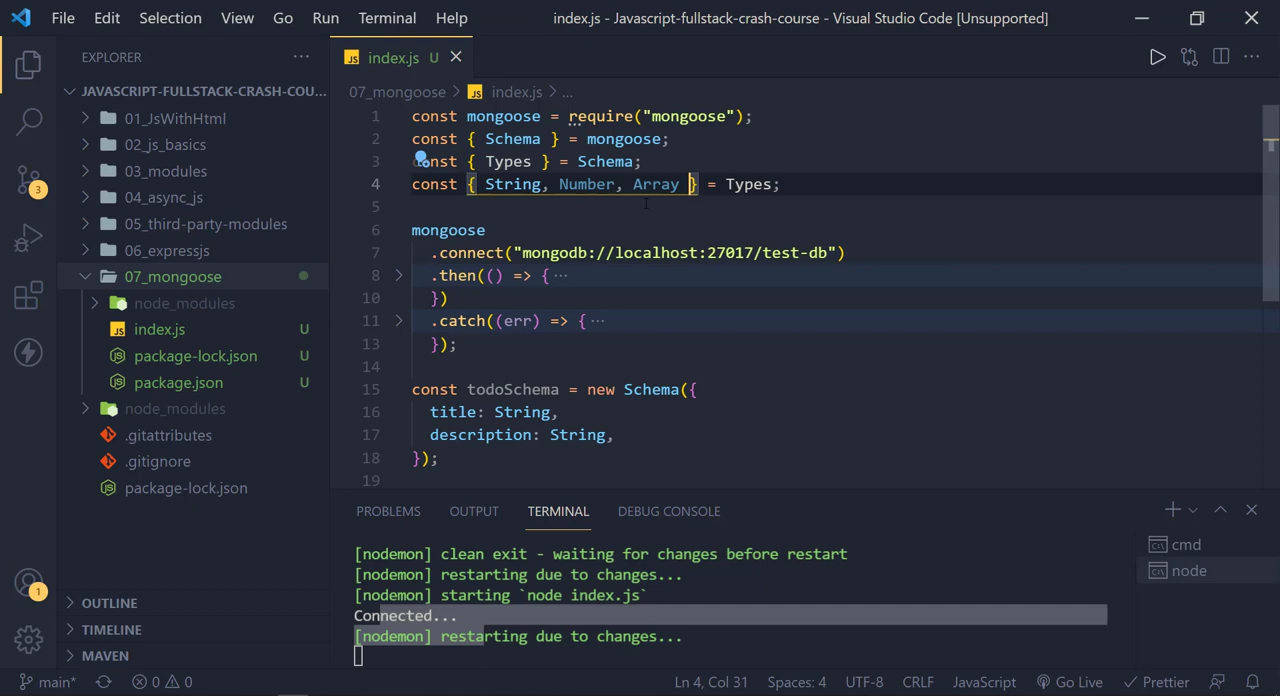 File Edit Selection View Go Run Terminal Help
index.js - Javascript-fullstack-crash-course - Visual Studio Code [Unsupported]
EXPLORER
JAVASCRIPT-FULLSTACK-CRASH-COU...
01_JsWithHtml
02_js_basics
03_modules
04_async_js
05_third-party-modules
06_expressjs
07_mongoose
node_modules
index.js U
package-lock.json U
package.json U
node_modules
.gitattributes
.gitignore
package-lock.json
OUTLINE
TIMELINE
MAVEN
3
1
JS index.js U
07_mongoose > JS index.js > ...
1 const mongoose = require("mongoose");
2 const { Schema } = mongoose;
3 const { Types } = Schema;
4 const { String, Number, Array } = Types;
5
6 mongoose
7 .connect("mongodb://localhost:27017/test-db")
8 .then(() => { ...
10 })
11 .catch((err) => { ...
13 });
14
15 const todoSchema = new Schema({
16 title: String,
17 description: String,
18 });
19
PROBLEMS OUTPUT TERMINAL DEBUG CONSOLE
[nodemon] clean exit - waiting for changes before restart
[nodemon] restarting due to changes...
[nodemon] starting `node index.js`
Connected...
[nodemon] restarting due to changes...
cmd
node
main* 0 0 Ln 4, Col 31 Spaces: 4 UTF-8 CRLF JavaScript Go Live Prettier